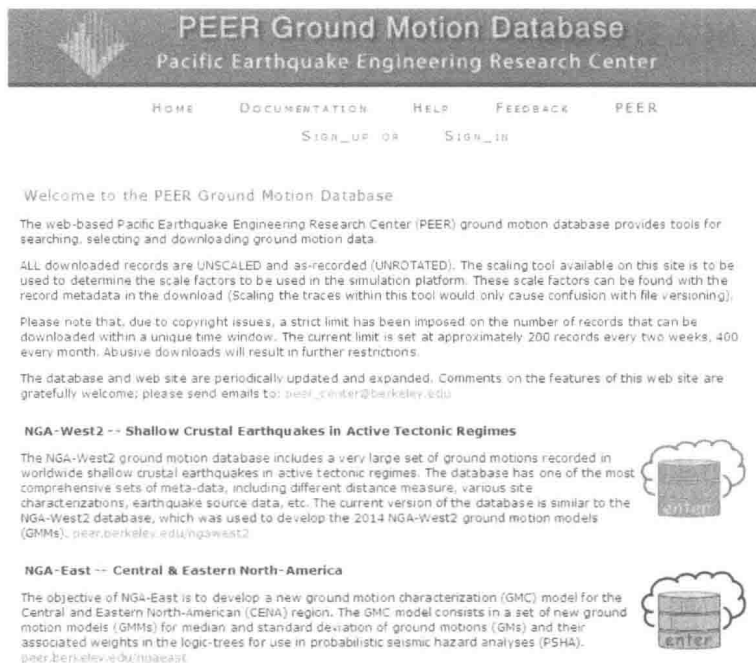 PEER Ground Motion Database
Pacific Earthquake Engineering Research Center
HOME DOCUMENTATION HELP FEEDBACK PEER
SIGN_UP OR SIGN_IN
Welcome to the PEER Ground Motion Database
The web-based Pacific Earthquake Engineering Research Center (PEER) ground motion database provides tools for
searching, selecting and downloading ground motion data.
ALL downloaded records are UNSCALED and as-recorded (UNROTATED). The scaling tool available on this site is to be
used to determine the scale factors to be used in the simulation platform. These scale factors can be found with the
record metadata in the download (Scaling the traces within this tool would only cause confusion with file versioning).
Please note that, due to copyright issues, a strict limit has been imposed on the number of records that can be
downloaded within a unique time window. The current limit is set at approximately 200 records every two weeks, 400
every month. Abusive downloads will result in further restrictions.
The database and web site are periodically updated and expanded. Comments on the features of this web site are
gratefully welcome; please send emails to: peer_center@berkeley.edu
NGA-West2 -- Shallow Crustal Earthquakes in Active Tectonic Regimes
The NGA-West2 ground motion database includes a very large set of ground motions recorded in
worldwide shallow crustal earthquakes in active tectonic regimes. The database has one of the most
comprehensive sets of meta-data, including different distance measure, various site
characterizations, earthquake source data, etc. The current version of the database is similar to the
NGA-West2 database, which was used to develop the 2014 NGA-West2 ground motion models
(GMMs). peer.berkeley.edu/ngawest2
enter
NGA-East -- Central & Eastern North-America
The objective of NGA-East is to develop a new ground motion characterization (GMC) model for the
Central and Eastern North-American (CENA) region. The GMC model consists in a set of new ground
motion models (GMMs) for median and standard deviation of ground motions (GMs) and their
associated weights in the logic-trees for use in probabilistic seismic hazard analyses (PSHA).
peer.berkeley.edu/ngaeast
enter